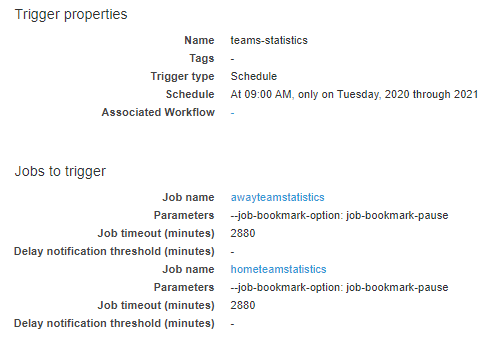 Trigger properties
Name teams-statistics
Tags -
Trigger type Schedule
Schedule At 09:00 AM, only on Tuesday, 2020 through 2021
Associated Workflow -
Jobs to trigger
Job name awayteamstatistics
Parameters --job-bookmark-option: job-bookmark-pause
Job timeout (minutes) 2880
Delay notification threshold (minutes) -
Job name hometeamstatistics
Parameters --job-bookmark-option: job-bookmark-pause
Job timeout (minutes) 2880
Delay notification threshold (minutes) -